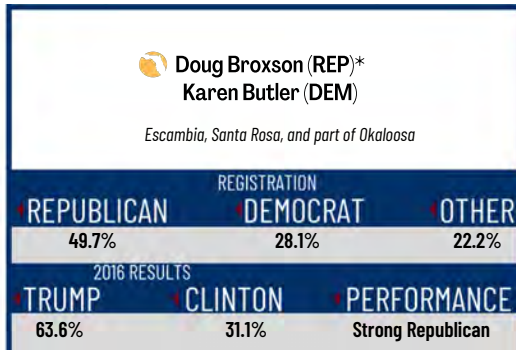 Doug Broxson (REP)*
Karen Butler (DEM)
Escambia, Santa Rosa, and part of Okaloosa
REGISTRATION
REPUBLICAN DEMOCRAT OTHER
49.7% 28.1% 22.2%
2016 RESULTS
TRUMP CLINTON PERFORMANCE
63.6% 31.1% Strong Republican